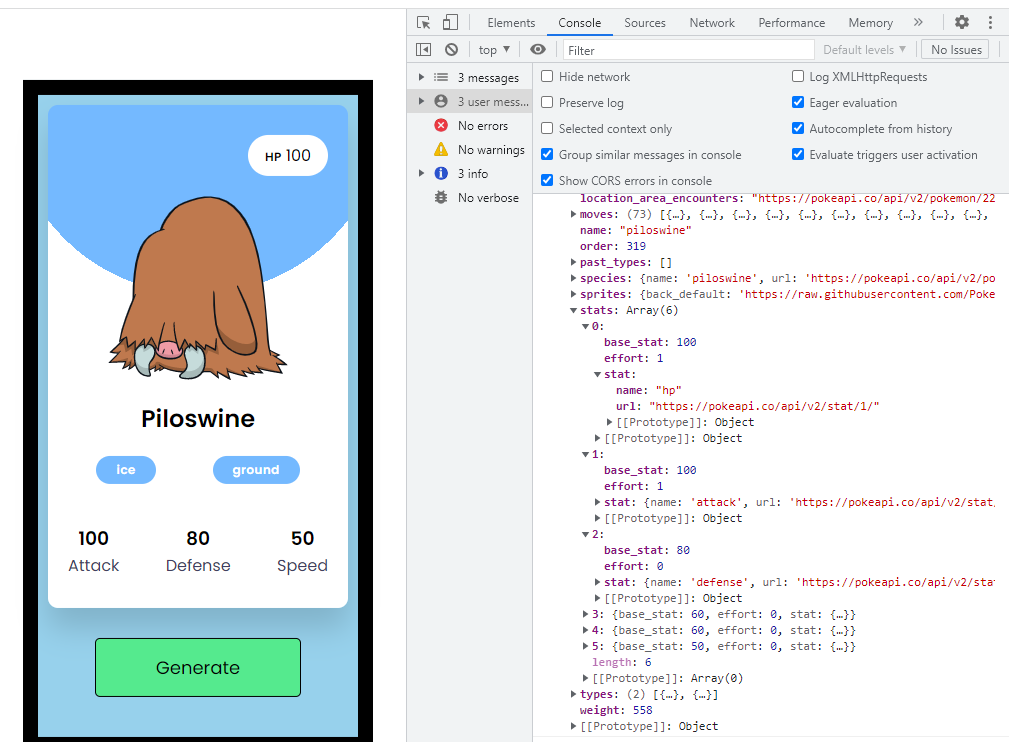 HP 100
Piloswine
ice ground
100 80 50
Attack Defense Speed
Generate
Elements Console Sources Network Performance Memory »
top ▼ Filter Default levels ▼ No Issues
3 messages
3 user mess...
No errors
No warnings
3 info
No verbose
Hide network Log XMLHttpRequests
Preserve log Eager evaluation
Selected context only Autocomplete from history
Group similar messages in console Evaluate triggers user activation
Show CORS errors in console
location_area_encounters: "https://pokeapi.co/api/v2/pokemon/22
▶ moves: (73) [{…}, {…}, {…}, {…}, {…}, {…}, {…}, {…}, {…}, {…},
name: "piloswine"
order: 319
▶ past_types: []
▶ species: {name: 'piloswine', url: 'https://pokeapi.co/api/v2/po
▶ sprites: {back_default: 'https://raw.githubusercontent.com/Poke
▼ stats: Array(6)
▼ 0:
base_stat: 100
effort: 1
▼ stat:
name: "hp"
url: "https://pokeapi.co/api/v2/stat/1/"
▶ [[Prototype]]: Object
▶ [[Prototype]]: Object
▼ 1:
base_stat: 100
effort: 1
▶ stat: {name: 'attack', url: 'https://pokeapi.co/api/v2/stat/
▶ [[Prototype]]: Object
▼ 2:
base_stat: 80
effort: 0
▶ stat: {name: 'defense', url: 'https://pokeapi.co/api/v2/stat
▶ [[Prototype]]: Object
▶ 3: {base_stat: 60, effort: 0, stat: {…}}
▶ 4: {base_stat: 60, effort: 0, stat: {…}}
▶ 5: {base_stat: 50, effort: 0, stat: {…}}
length: 6
▶ [[Prototype]]: Array(0)
▶ types: (2) [{…}, {…}]
weight: 558
▶ [[Prototype]]: Object